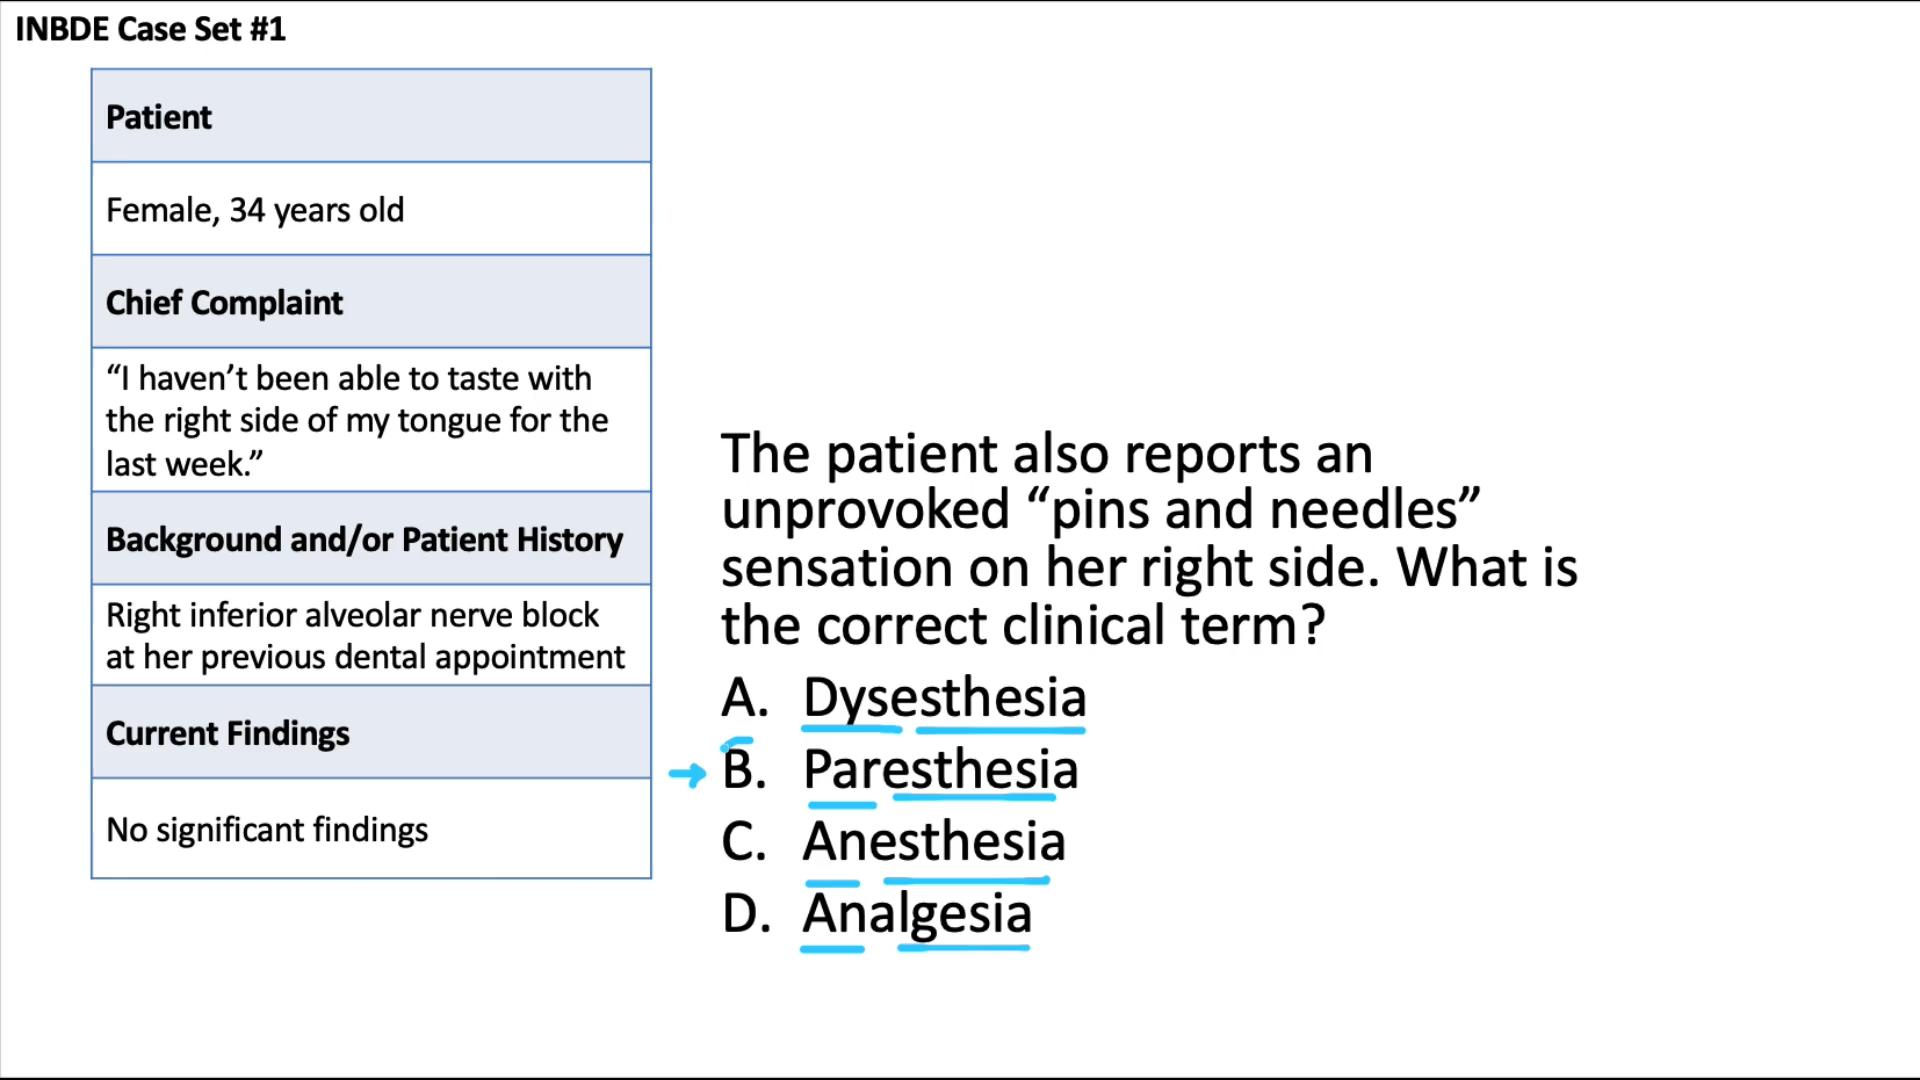 INBDE Case Set #1
Patient
Female, 34 years old
Chief Complaint
“I haven’t been able to taste with
the right side of my tongue for the
last week.”
Background and/or Patient History
Right inferior alveolar nerve block
at her previous dental appointment
Current Findings
No significant findings
The patient also reports an
unprovoked “pins and needles”
sensation on her right side. What is
the correct clinical term?
A. Dysesthesia
B. Paresthesia
C. Anesthesia
D. Analgesia